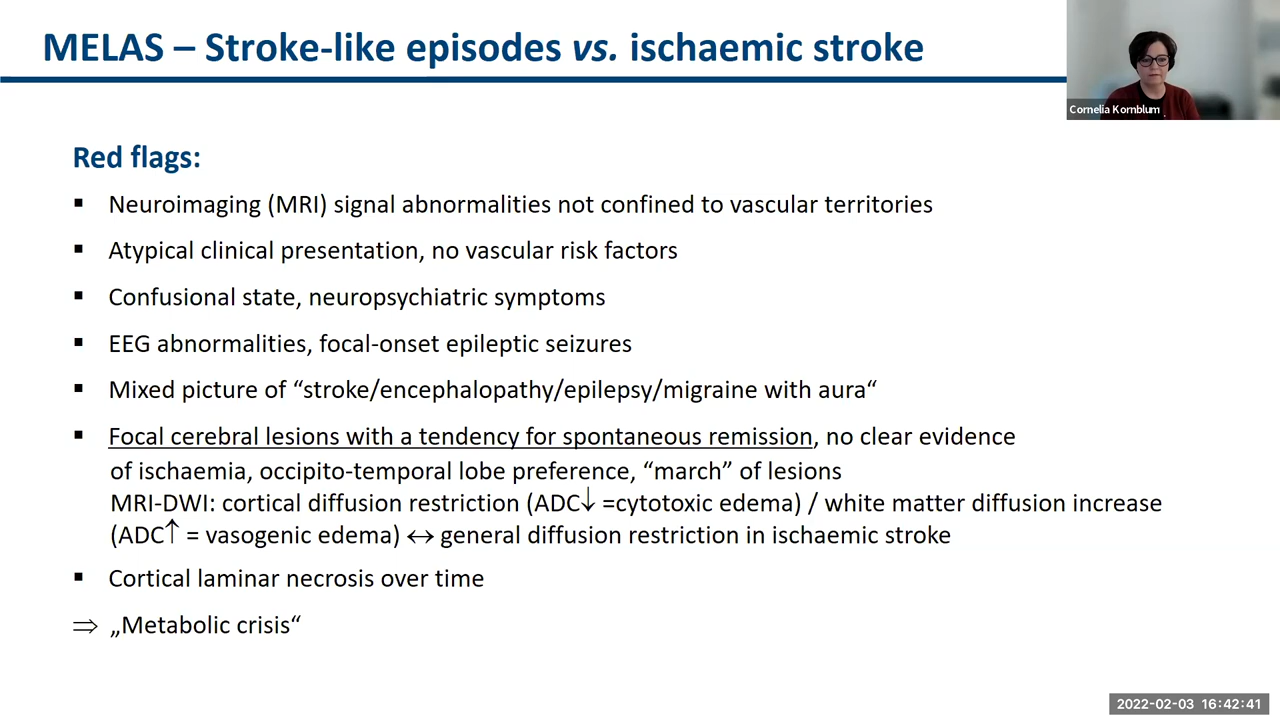 MELAS – Stroke-like episodes vs. ischaemic stroke
Cornelia Kornblum
Red flags:
▪ Neuroimaging (MRI) signal abnormalities not confined to vascular territories
▪ Atypical clinical presentation, no vascular risk factors
▪ Confusional state, neuropsychiatric symptoms
▪ EEG abnormalities, focal-onset epileptic seizures
▪ Mixed picture of “stroke/encephalopathy/epilepsy/migraine with aura“
▪ Focal cerebral lesions with a tendency for spontaneous remission, no clear evidence
of ischaemia, occipito-temporal lobe preference, “march” of lesions
MRI-DWI: cortical diffusion restriction (ADC↓ =cytotoxic edema) / white matter diffusion increase
(ADC↑ = vasogenic edema) ↔ general diffusion restriction in ischaemic stroke
▪ Cortical laminar necrosis over time
⇒ „Metabolic crisis“
2022-02-03 16:42:41